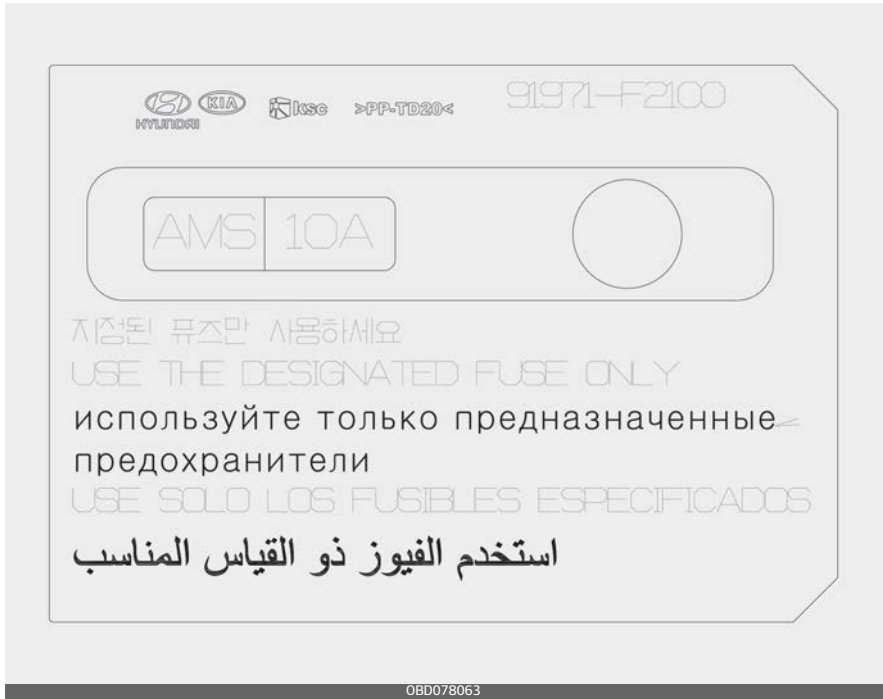 HYUNDAI KIA ksc >PP-TD20< 91971-F2100
AMS 10A
지정된 퓨즈만 사용하세요
USE THE DESIGNATED FUSE ONLY
используйте только предназначенные
предохранители
USE SOLO LOS FUSIBLES ESPECIFICADOS
استخدم الفيوز ذو القياس المناسب
OBD078063